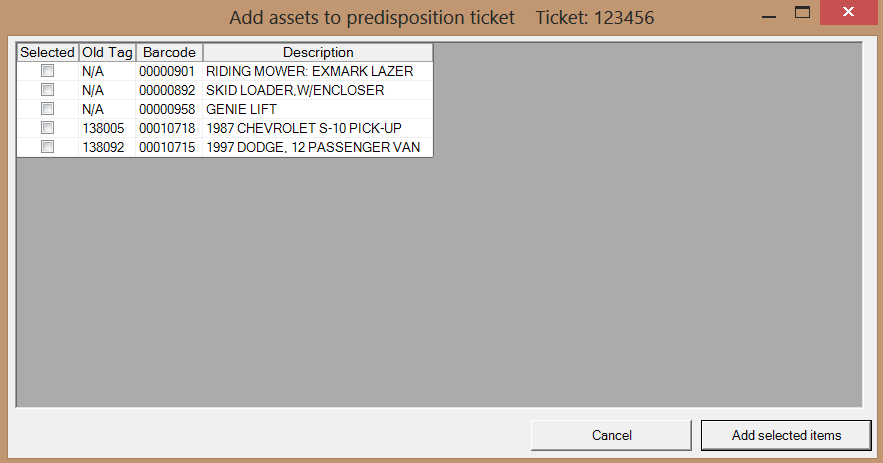 Add assets to predisposition ticket Ticket: 123456
Selected Old Tag Barcode Description
N/A 00000901 RIDING MOWER: EXMARK LAZER
N/A 00000892 SKID LOADER,W/ENCLOSER
N/A 00000958 GENIE LIFT
138005 00010718 1987 CHEVROLET S-10 PICK-UP
138092 00010715 1997 DODGE, 12 PASSENGER VAN
Cancel Add selected items